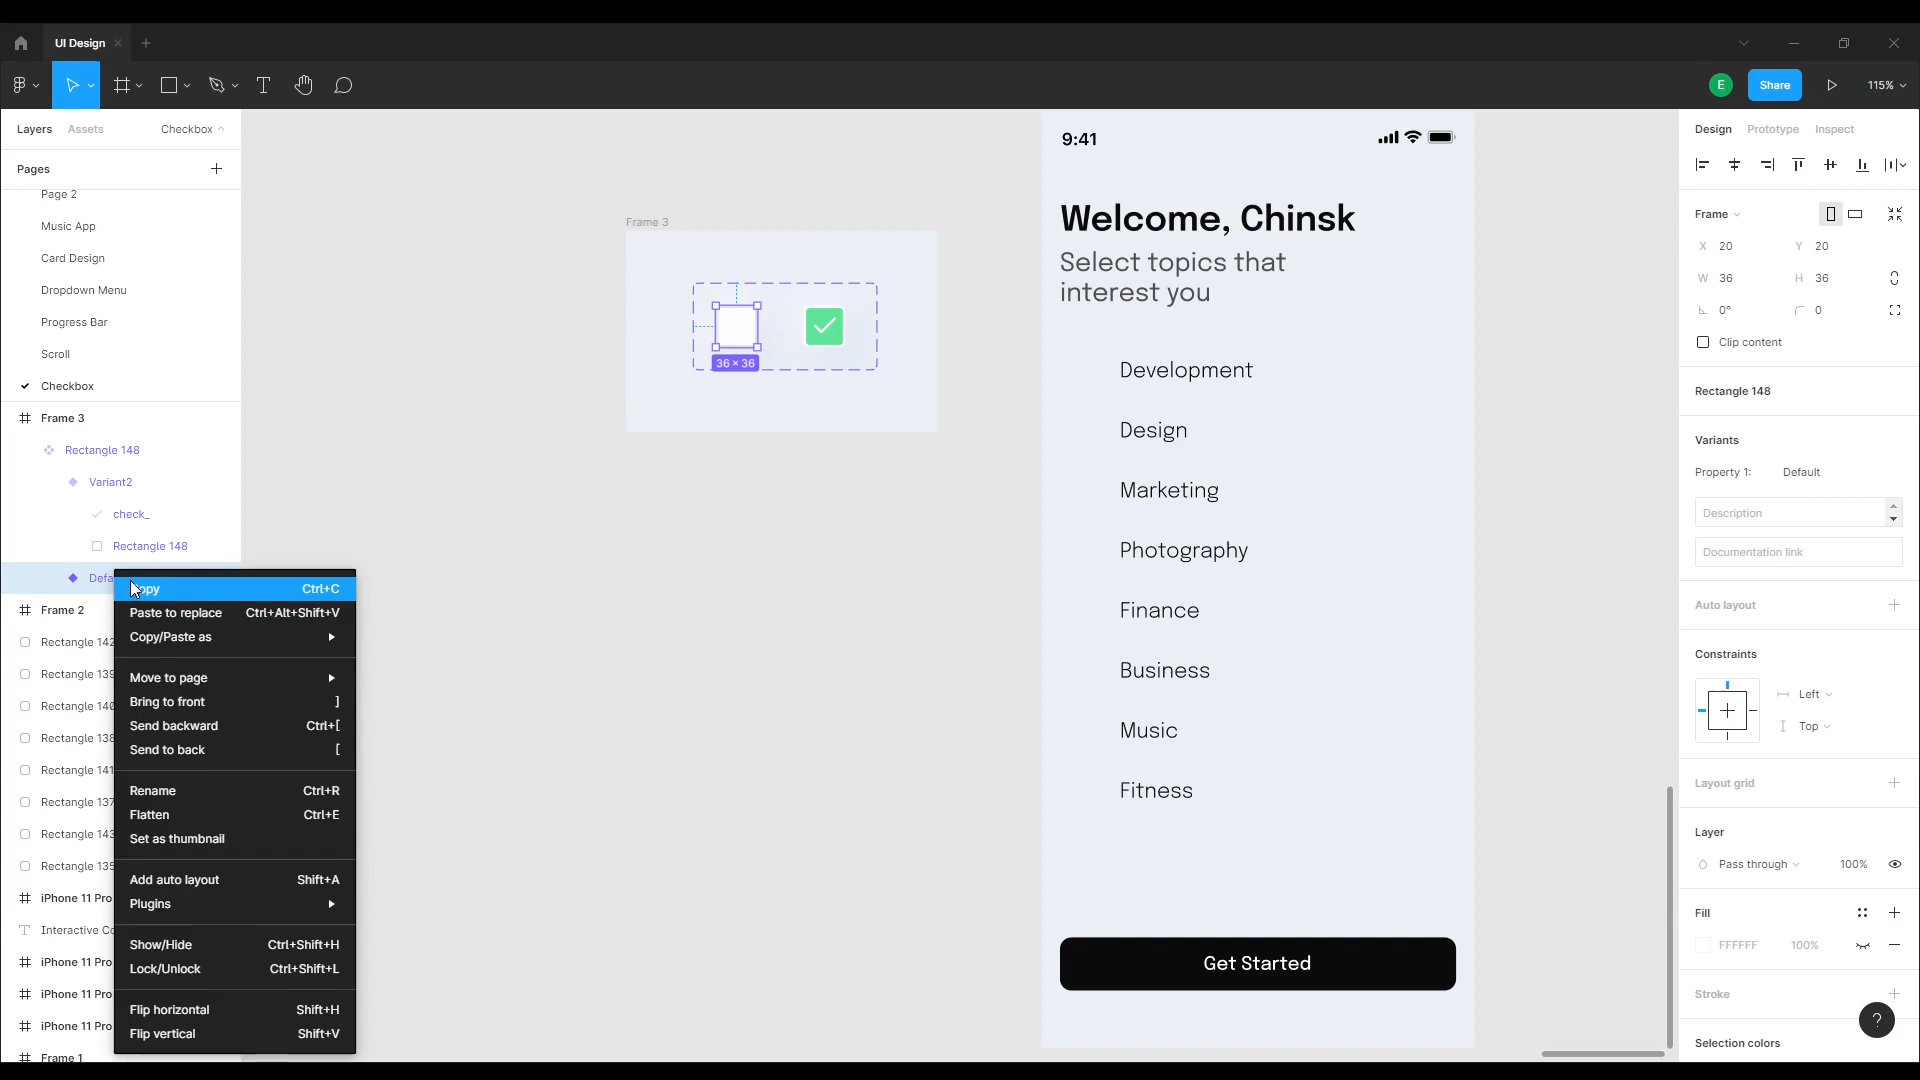 UI Design
E
Share
115%
Layers
Assets
Checkbox
Pages
Page 2
Music App
Card Design
Dropdown Menu
Progress Bar
Scroll
Checkbox
Frame 3
Rectangle 148
Variant2
check_
Rectangle 148
Defa
Frame 2
Rectangle 142
Rectangle 139
Rectangle 140
Rectangle 138
Rectangle 141
Rectangle 137
Rectangle 143
Rectangle 135
iPhone 11 Pro
Interactive Co
iPhone 11 Pro
iPhone 11 Pro
iPhone 11 Pro
Frame 1
opy Ctrl+C
Paste to replace Ctrl+Alt+Shift+V
Copy/Paste as
Move to page
Bring to front ]
Send backward Ctrl+[
Send to back [
Rename Ctrl+R
Flatten Ctrl+E
Set as thumbnail
Add auto layout Shift+A
Plugins
Show/Hide Ctrl+Shift+H
Lock/Unlock Ctrl+Shift+L
Flip horizontal Shift+H
Flip vertical Shift+V
Frame 3
36 × 36
9:41
Welcome, Chinsk
Select topics that
interest you
Development
Design
Marketing
Photography
Finance
Business
Music
Fitness
Get Started
Design
Prototype
Inspect
Frame
X 20 Y 20
W 36 H 36
0° 0
Clip content
Rectangle 148
Variants
Property 1: Default
Description
Documentation link
Auto layout
Constraints
Left
Top
Layout grid
Layer
Pass through 100%
Fill
FFFFFF 100%
Stroke
?
Selection colors